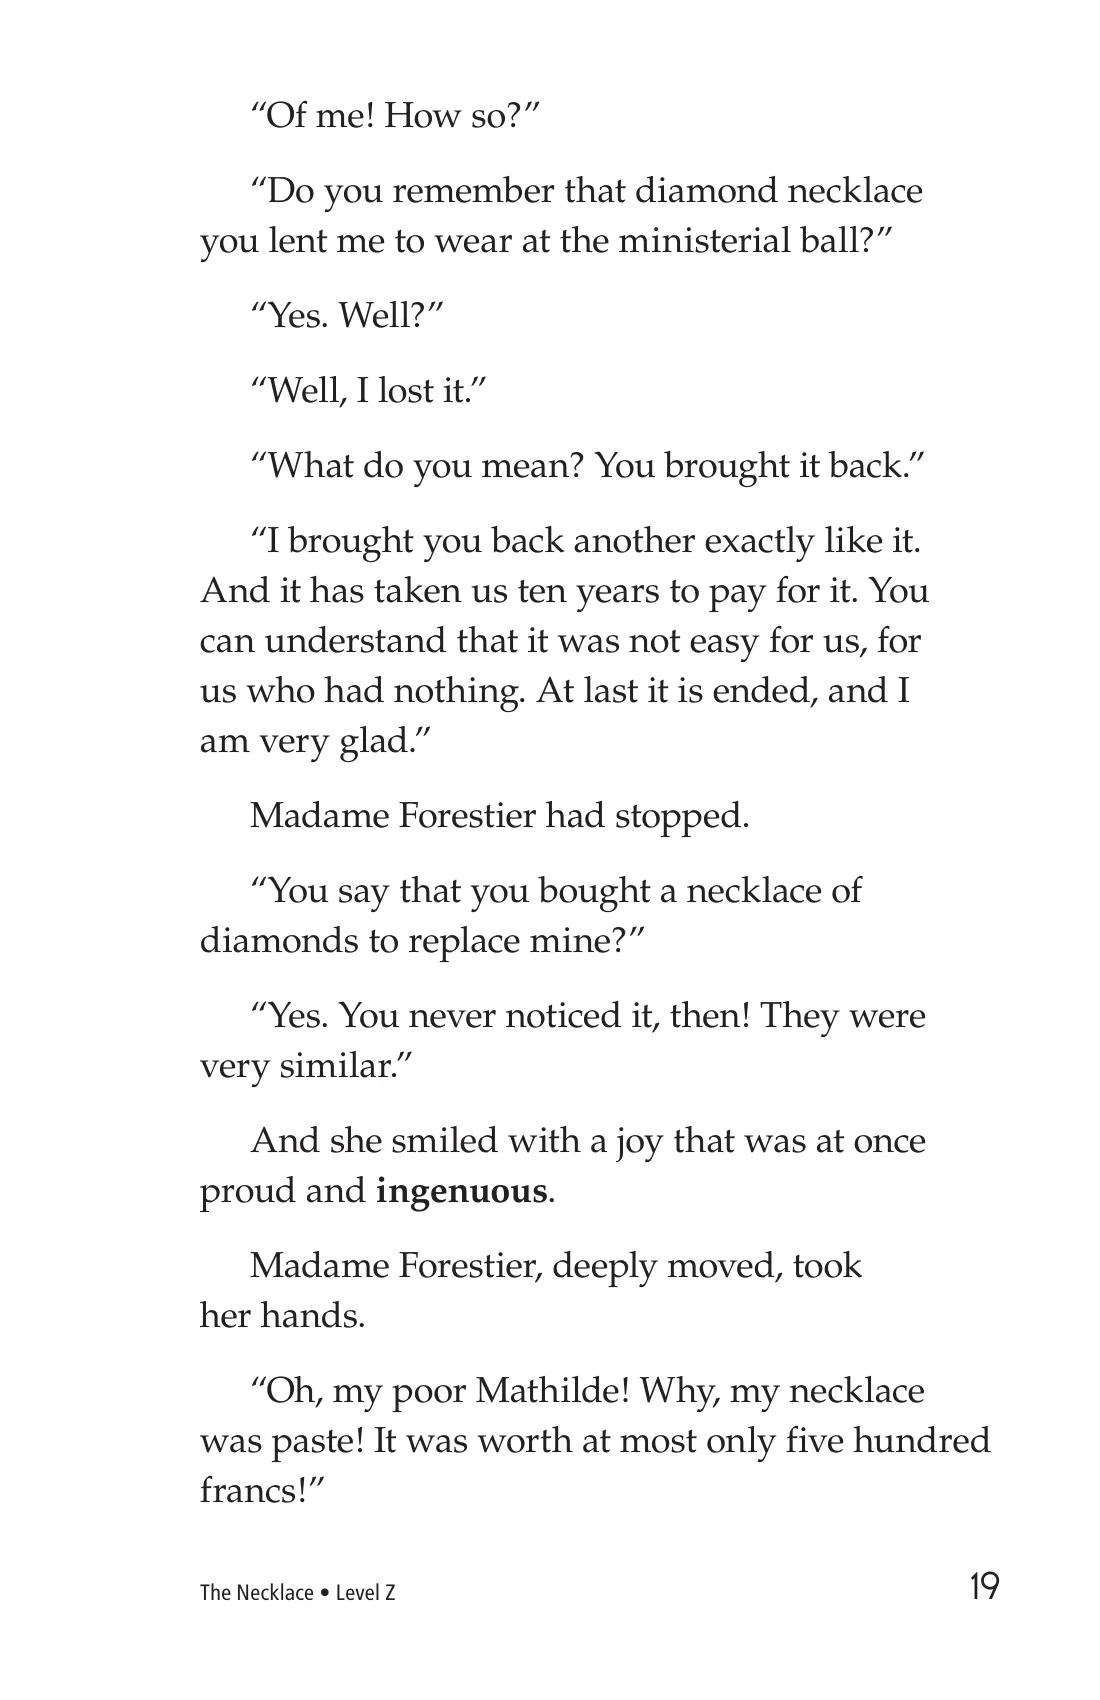 “Of me! How so?”
“Do you remember that diamond necklace
you lent me to wear at the ministerial ball?”
“Yes. Well?”
“Well, I lost it.”
“What do you mean? You brought it back.”
“I brought you back another exactly like it.
And it has taken us ten years to pay for it. You
can understand that it was not easy for us, for
us who had nothing. At last it is ended, and I
am very glad.”
Madame Forestier had stopped.
“You say that you bought a necklace of
diamonds to replace mine?”
“Yes. You never noticed it, then! They were
very similar.”
And she smiled with a joy that was at once
proud and ingenuous.
Madame Forestier, deeply moved, took
her hands.
“Oh, my poor Mathilde! Why, my necklace
was paste! It was worth at most only five hundred
francs!”
The Necklace • Level Z
19